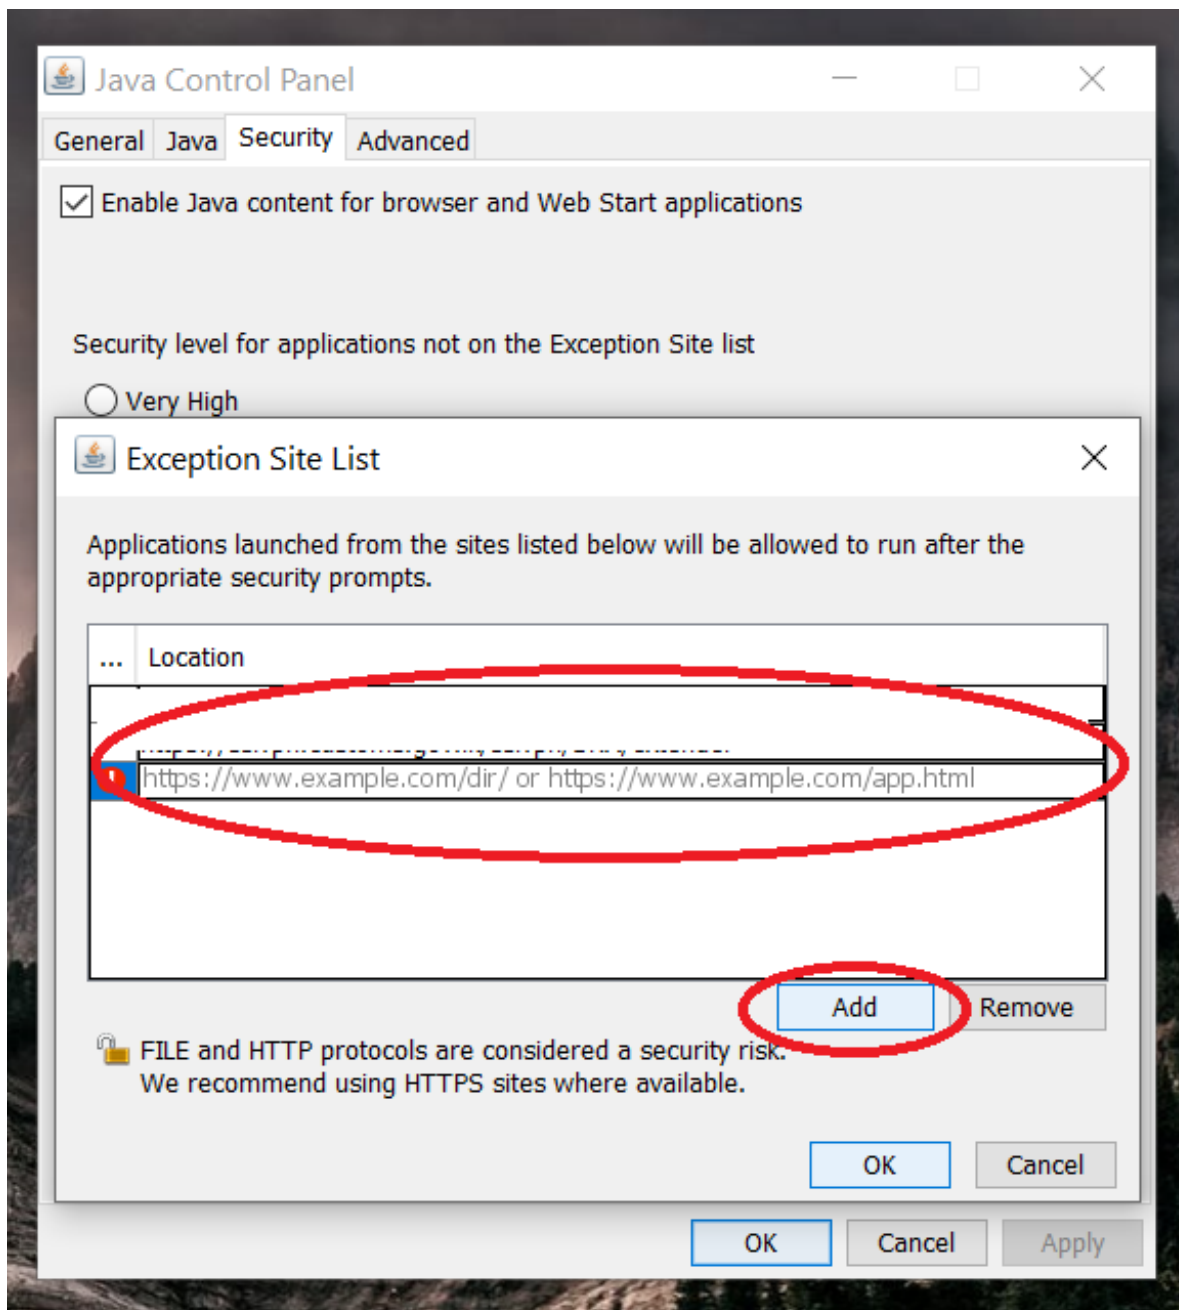 Java Control Panel
General Java Security Advanced
Enable Java content for browser and Web Start applications
Security level for applications not on the Exception Site list
Very High
Exception Site List
Applications launched from the sites listed below will be allowed to run after the
appropriate security prompts.
... Location
https://www.example.com/dir/ or https://www.example.com/app.html
Add Remove
FILE and HTTP protocols are considered a security risk.
We recommend using HTTPS sites where available.
OK Cancel
OK Cancel Apply